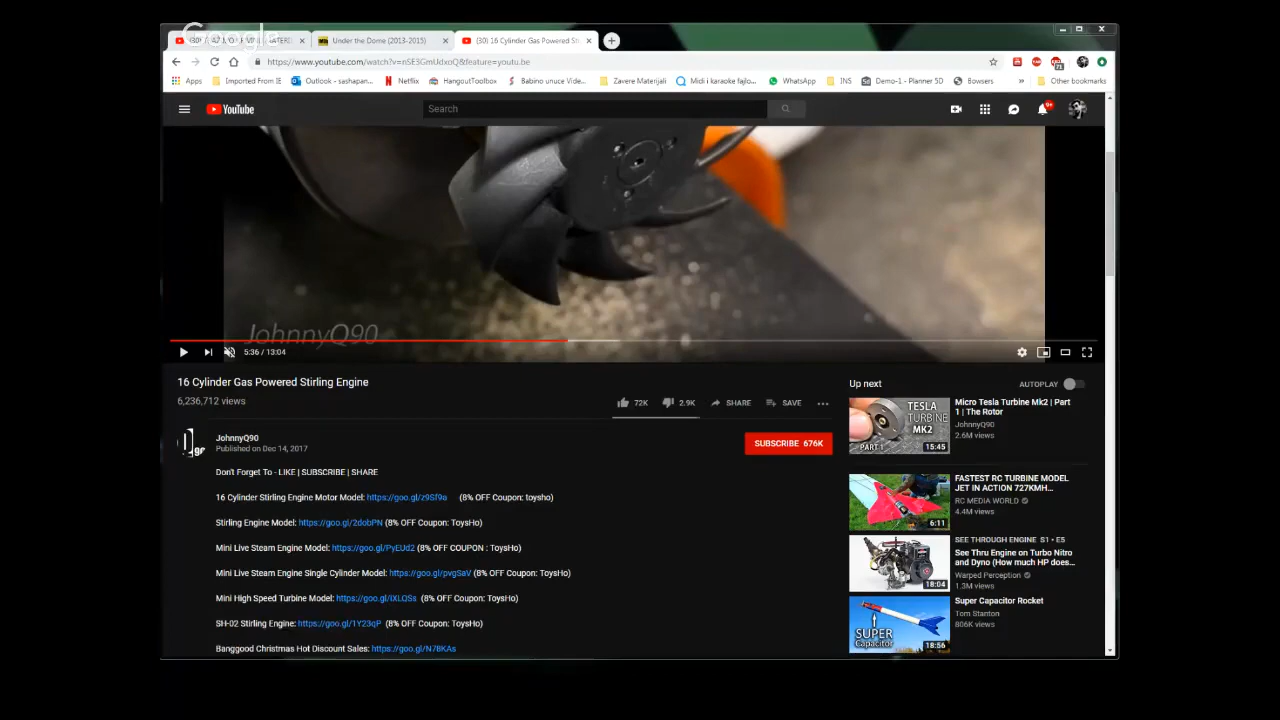 Google
Under the Dome (2013-2015)
(30) 16 Cylinder Gas Powered Sti
https://www.youtube.com/watch?v=nSE3GmUdxoQ&feature=youtu.be
Apps
Imported From IE
Outlook - sashapan...
Netflix
HangoutToolbox
Babino unuce Vide...
Zavere Materijali
Midi i karaoke fajlo...
WhatsApp
INS
Demo-1 - Planner 5D
Bowsers
»
Other bookmarks
YouTube
Search
9+
JohnnyQ90
5:36 / 13:04
16 Cylinder Gas Powered Stirling Engine
6,236,712 views
72K
2.9K
SHARE
SAVE
JohnnyQ90
Published on Dec 14, 2017
SUBSCRIBE 676K
Don't Forget To - LIKE | SUBSCRIBE | SHARE
16 Cylinder Stirling Engine Motor Model: https://goo.gl/z9Sf9a (8% OFF Coupon: toysho)
Stirling Engine Model: https://goo.gl/2dobPN (8% OFF Coupon: ToysHo)
Mini Live Steam Engine Model: https://goo.gl/PyEUd2 (8% OFF COUPON : ToysHo)
Mini Live Steam Engine Single Cylinder Model: https://goo.gl/pvgSaV (8% OFF Coupon: ToysHo)
Mini High Speed Turbine Model: https://goo.gl/iXLQSs (8% OFF Coupon: ToysHo)
SH-02 Stirling Engine: https://goo.gl/1Y23qP (8% OFF Coupon: ToysHo)
Banggood Christmas Hot Discount Sales: https://goo.gl/N78KAs
Up next
AUTOPLAY
TESLA
TURBINE
MK2
PART 1
15:45
Micro Tesla Turbine Mk2 | Part
1 | The Rotor
JohnnyQ90
2.6M views
6:11
FASTEST RC TURBINE MODEL
JET IN ACTION 727KMH...
RC MEDIA WORLD
4.4M views
18:04
SEE THROUGH ENGINE S1 • E5
See Thru Engine on Turbo Nitro
and Dyno (How much HP does...
Warped Perception
1.3M views
SUPER
Capacitor
18:56
Super Capacitor Rocket
Tom Stanton
806K views